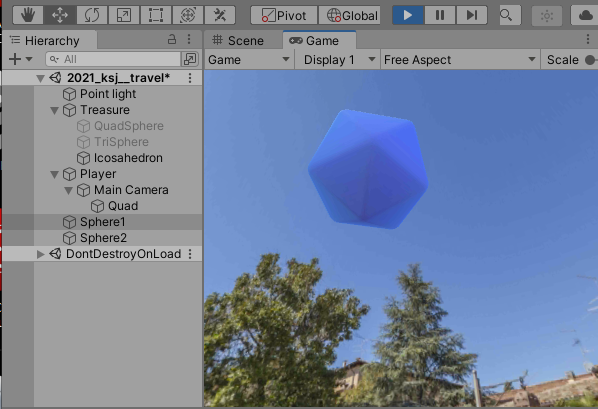 Pivot Global
Hierarchy
All
2021_ksj__travel*
Point light
Treasure
QuadSphere
TriSphere
Icosahedron
Player
Main Camera
Quad
Sphere1
Sphere2
DontDestroyOnLoad
Scene Game
Game Display 1 Free Aspect Scale